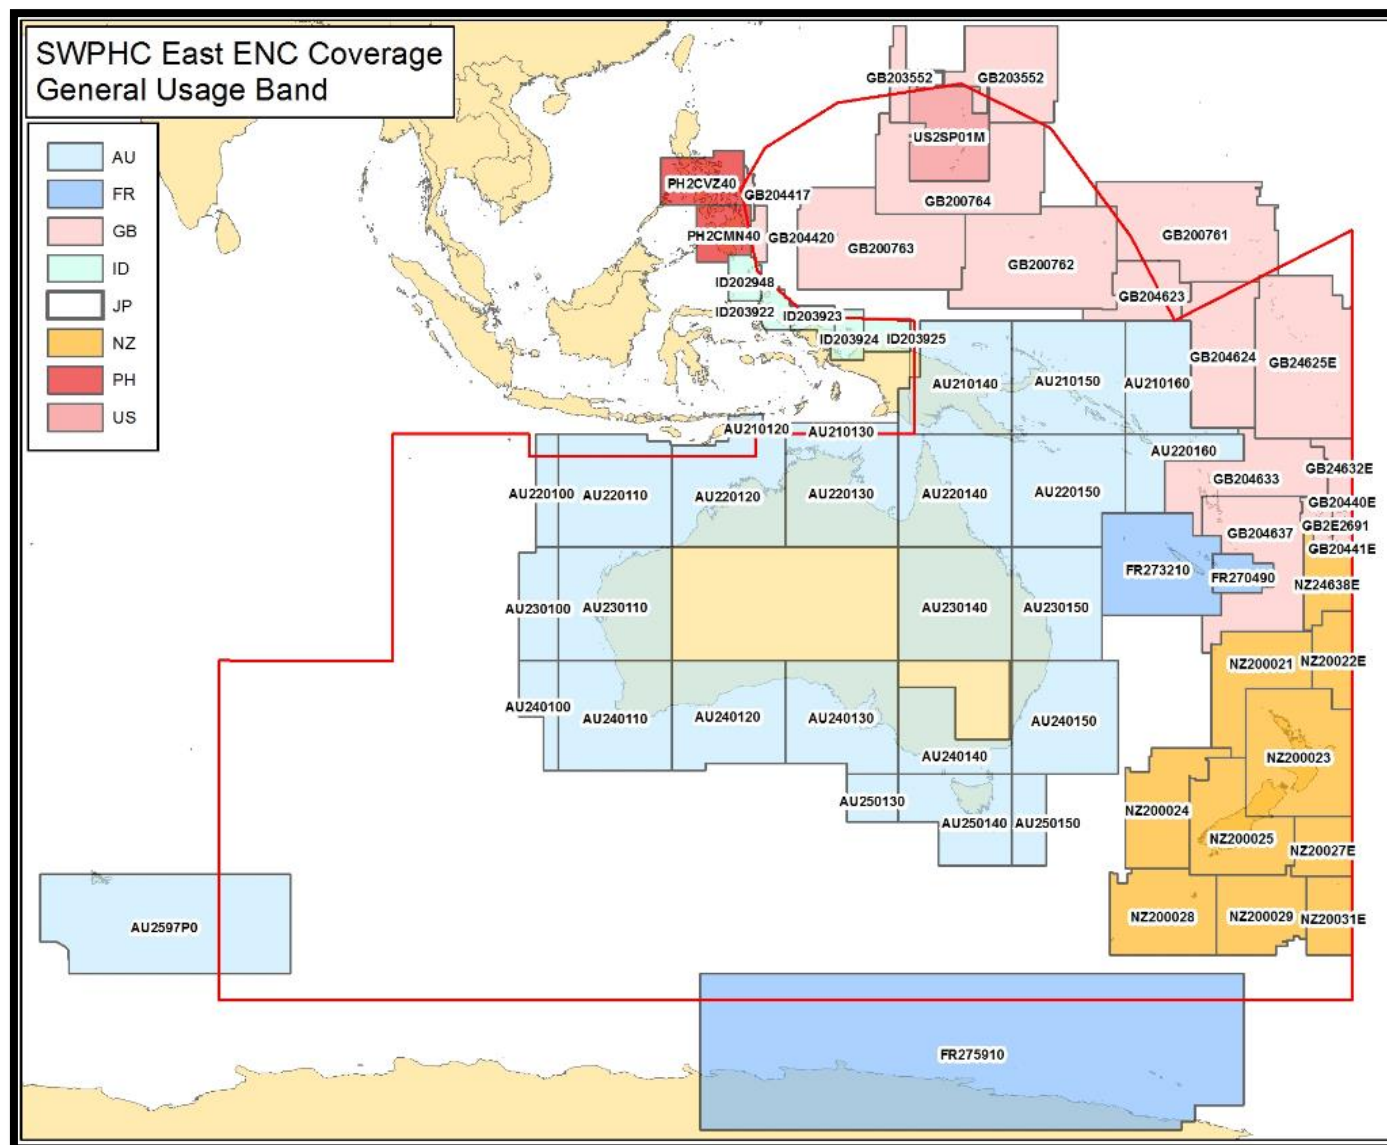 SWPHC East ENC Coverage
General Usage Band
AU
FR
GB
ID
JP
NZ
PH
US
GB203552
GB203552
US2SP01M
PH2CVZ40
GB204417
GB200764
PH2CMN40
GB204420
GB200763
GB200762
GB200761
ID202948
GB204623
ID203922
ID203923
ID203924
ID203925
GB204624
GB24625E
AU210140
AU210150
AU210160
AU210120
AU210130
AU220160
AU220100
AU220110
AU220120
AU220130
AU220140
AU220150
GB204633
GB24632E
GB20440E
GB2E2691
GB204637
GB20441E
FR273210
FR270490
NZ24638E
AU230100
AU230110
AU230140
AU230150
NZ200021
NZ20022E
AU240100
AU240110
AU240120
AU240130
AU240140
AU240150
NZ200023
AU250130
AU250140
AU250150
NZ200024
NZ200025
NZ20027E
AU2597P0
NZ200028
NZ200029
NZ20031E
FR275910